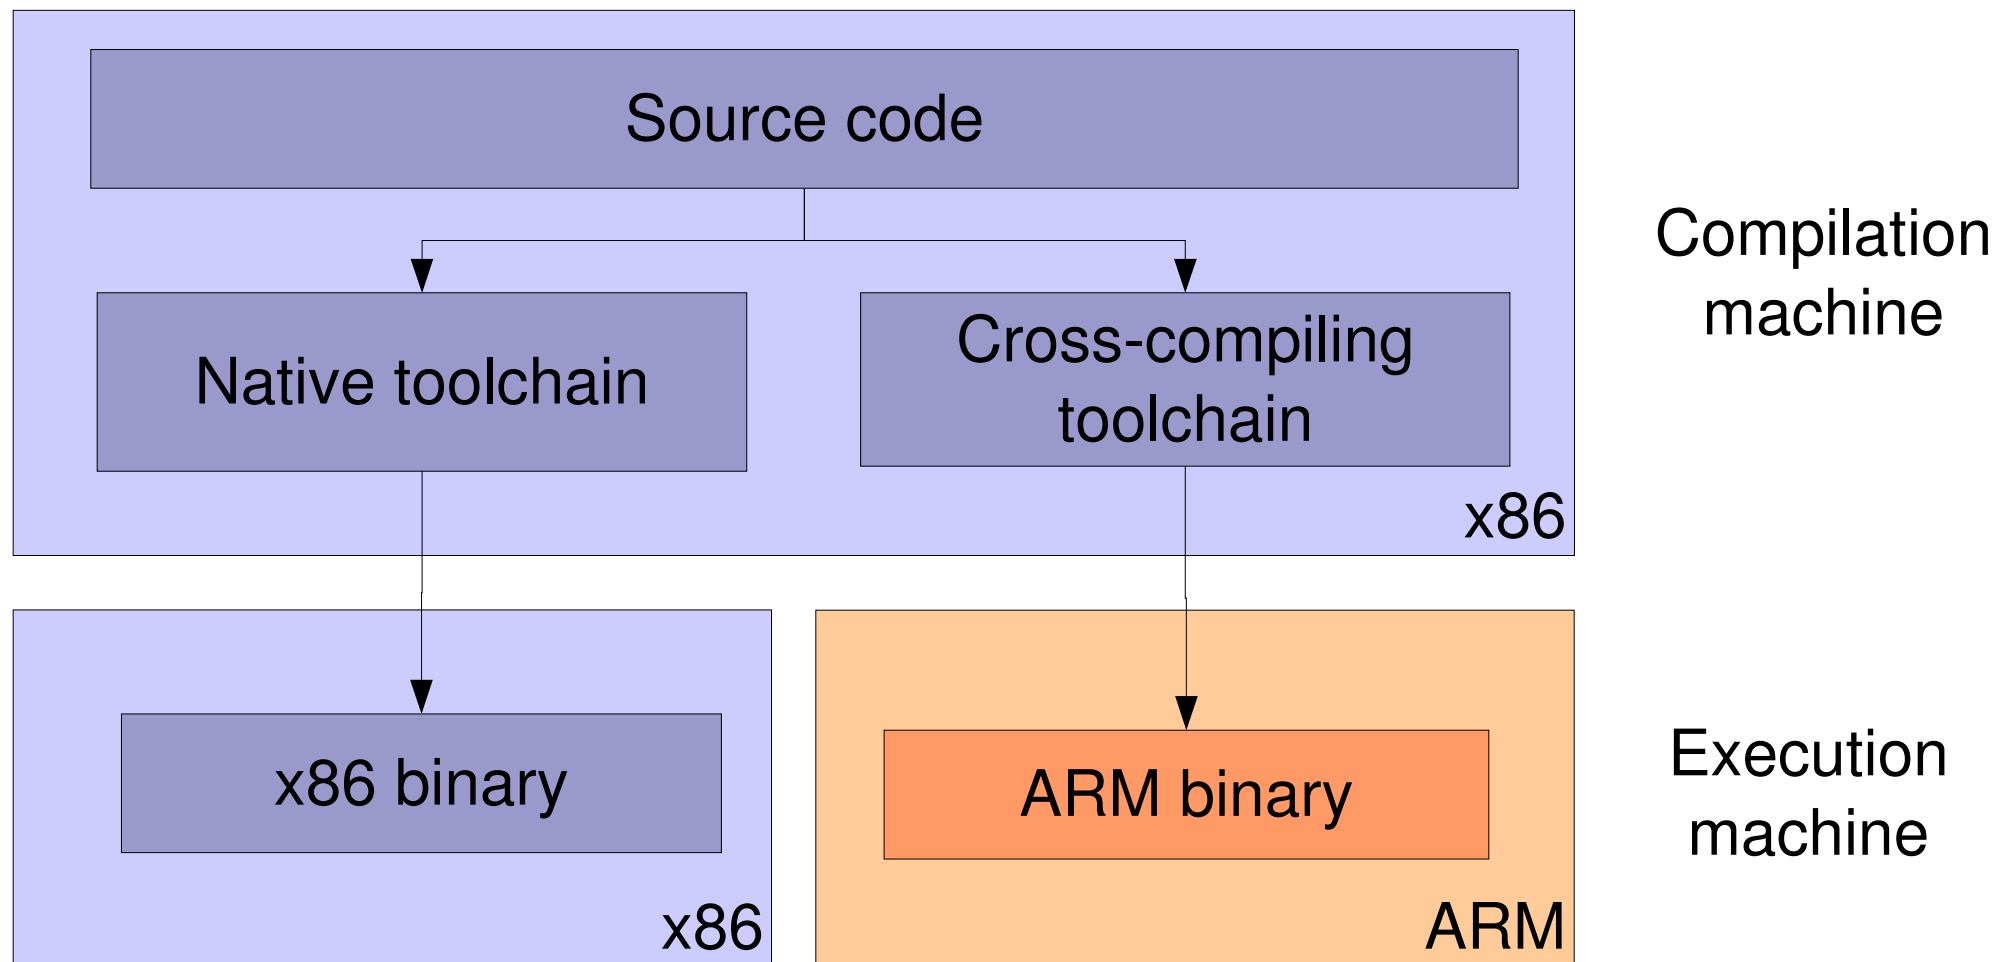 Source code
Compilation
machine
Native toolchain
Cross-compiling
toolchain
x86
x86 binary
ARM binary
Execution
machine
x86
ARM